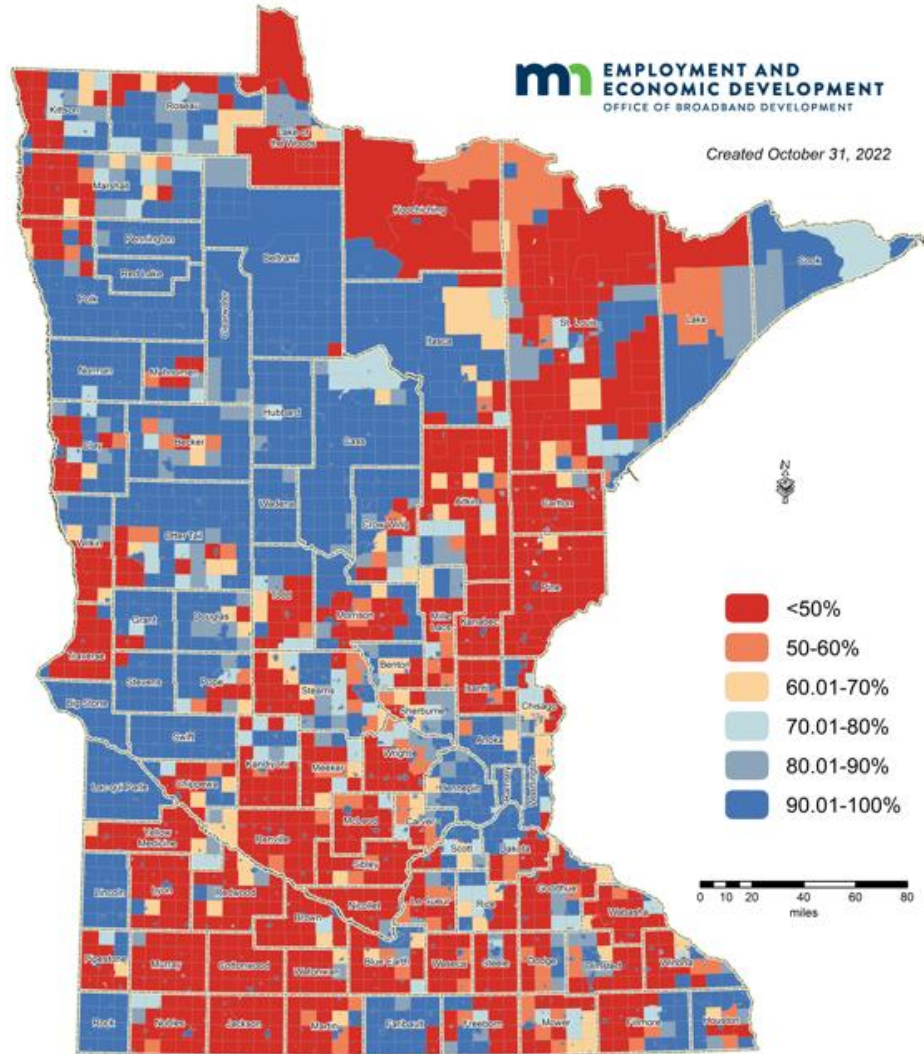 mn EMPLOYMENT AND
ECONOMIC DEVELOPMENT
OFFICE OF BROADBAND DEVELOPMENT
Created October 31, 2022
Kittson
Roseau
Lake of
the Woods
Marshall
Koochiching
Pennington
Beltrami
Red Lake
Cook
Polk
Clearwater
St. Louis
Lake
Itasca
Norman
Mahnomen
Hubbard
Cass
Clay
Becker
N
Aitkin
Carlton
Wadena
Crow Wing
Otter Tail
Wilkin
Pine
Todd
Morrison
Mille
Lacs
Kanabec
Grant
Douglas
Traverse
Benton
Stevens
Pope
Stearns
Isanti
Big Stone
Sherburne
Chisago
Swift
Anoka
Kandiyohi
Meeker
Wright
Lac qui Parle
Chippewa
Hennepin
Ramsey
Washington
McLeod
Carver
Yellow
Medicine
Renville
Scott
Dakota
Sibley
Lincoln
Lyon
Redwood
Nicollet
Le Sueur
Rice
Goodhue
Wabasha
Brown
Pipestone
Murray
Cottonwood
Watonwan
Blue Earth
Waseca
Steele
Dodge
Olmsted
Winona
Rock
Nobles
Jackson
Martin
Faribault
Freeborn
Mower
Fillmore
Houston
<50%
50-60%
60.01-70%
70.01-80%
80.01-90%
90.01-100%
0 10 20 40 60 80
miles